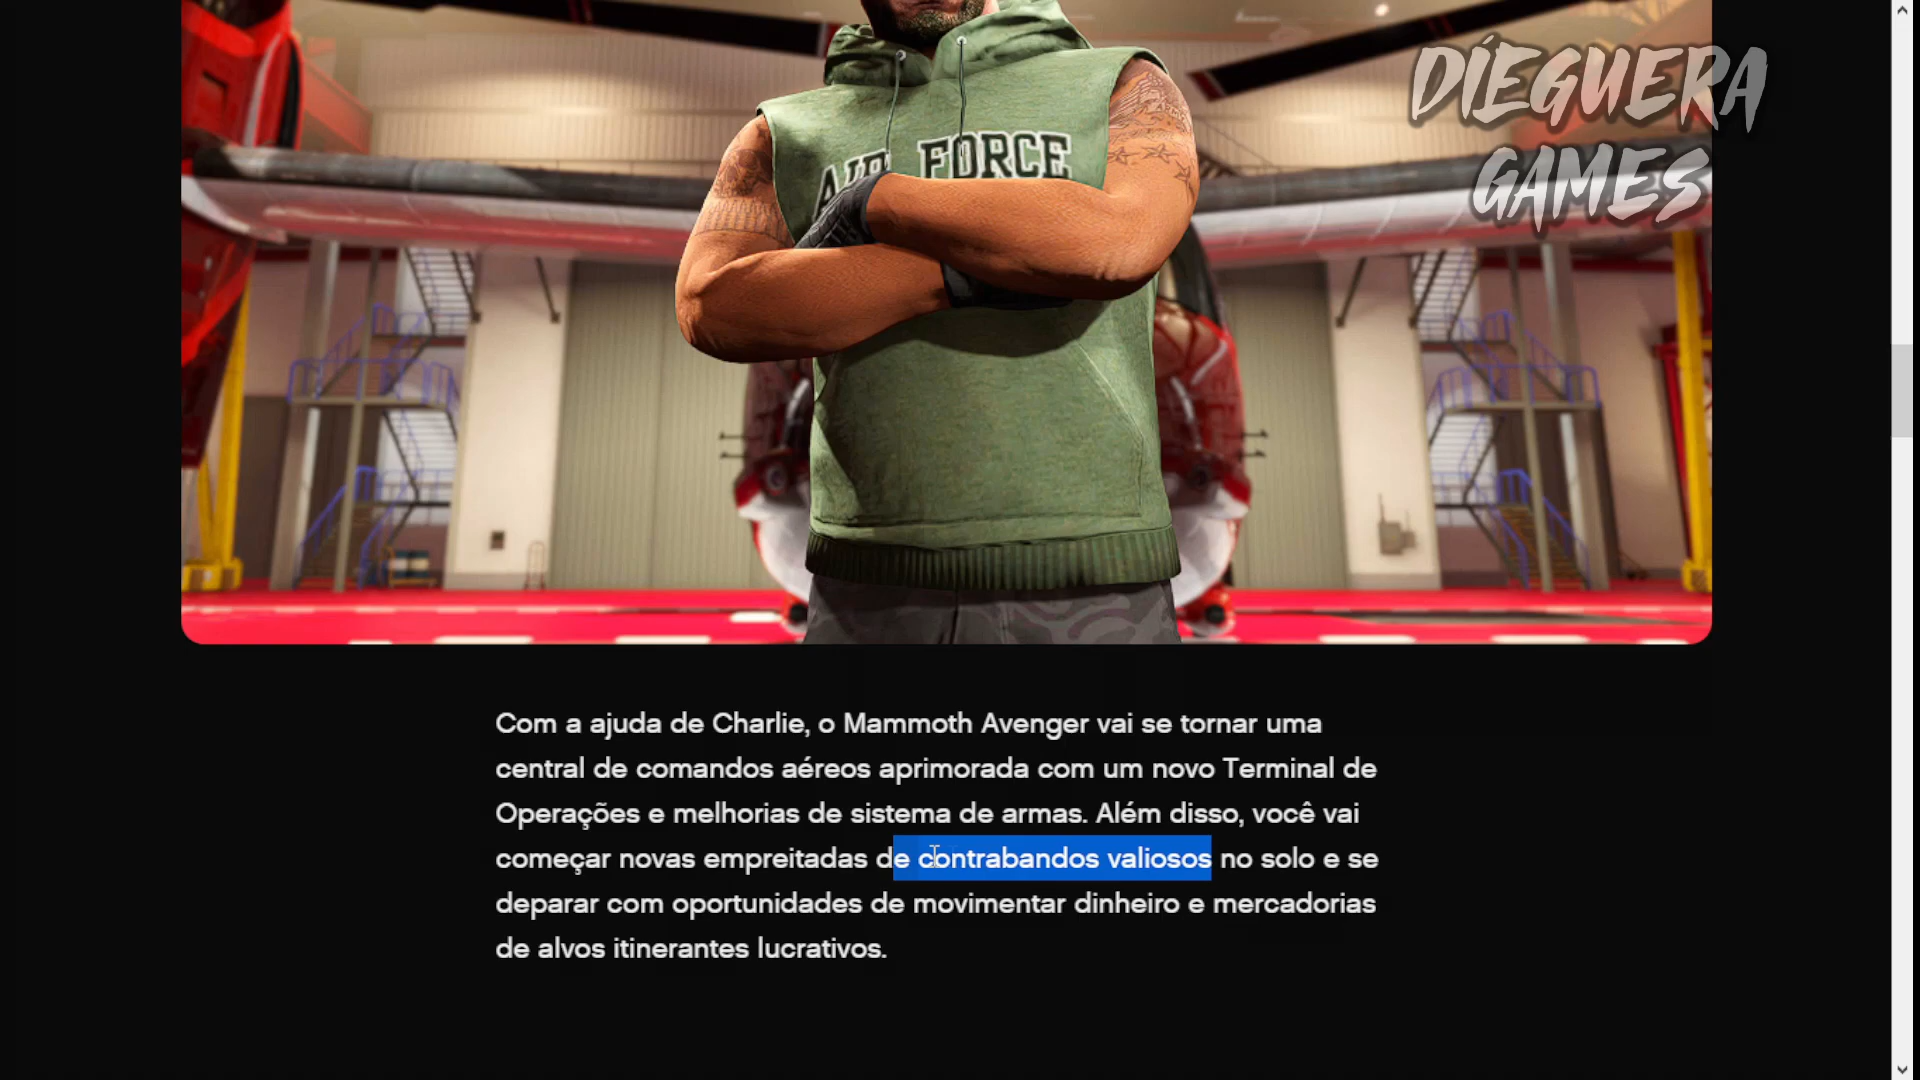 DÍEGUERA
GAMES
AIR FORCE
Com a ajuda de Charlie, o Mammoth Avenger vai se tornar uma
central de comandos aéreos aprimorada com um novo Terminal de
Operações e melhorias de sistema de armas. Além disso, você vai
começar novas empreitadas de contrabandos valiosos no solo e se
deparar com oportunidades de movimentar dinheiro e mercadorias
de alvos itinerantes lucrativos.